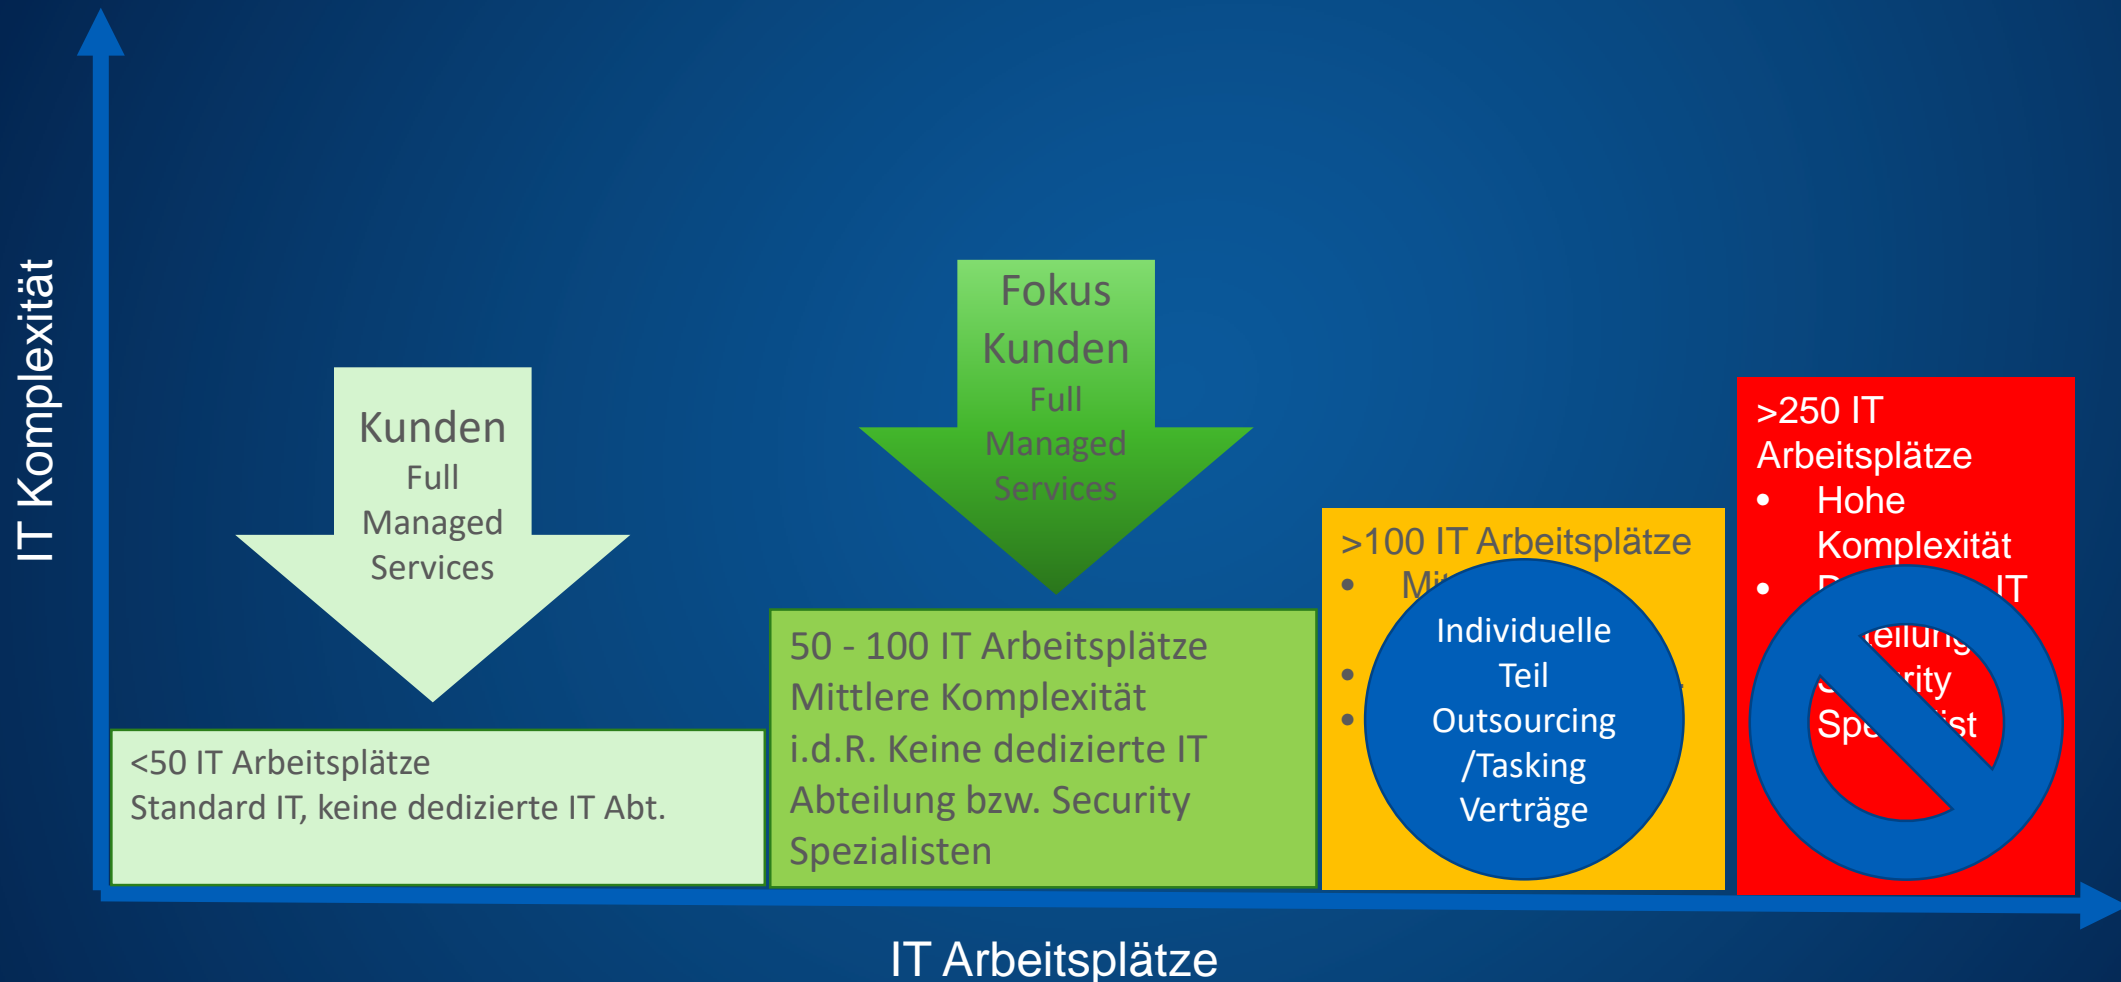 IT Komplexität
Kunden
Full
Managed
Services
Fokus
Kunden
Full
Managed
Services
<50 IT Arbeitsplätze
Standard IT, keine dedizierte IT Abt.
50 - 100 IT Arbeitsplätze
Mittlere Komplexität
i.d.R. Keine dedizierte IT
Abteilung bzw. Security
Spezialisten
>100 IT Arbeitsplätze
Individuelle
Teil
Outsourcing
/Tasking
Verträge
>250 IT
Arbeitsplätze
• Hohe
Komplexität
• IT
IT Arbeitsplätze